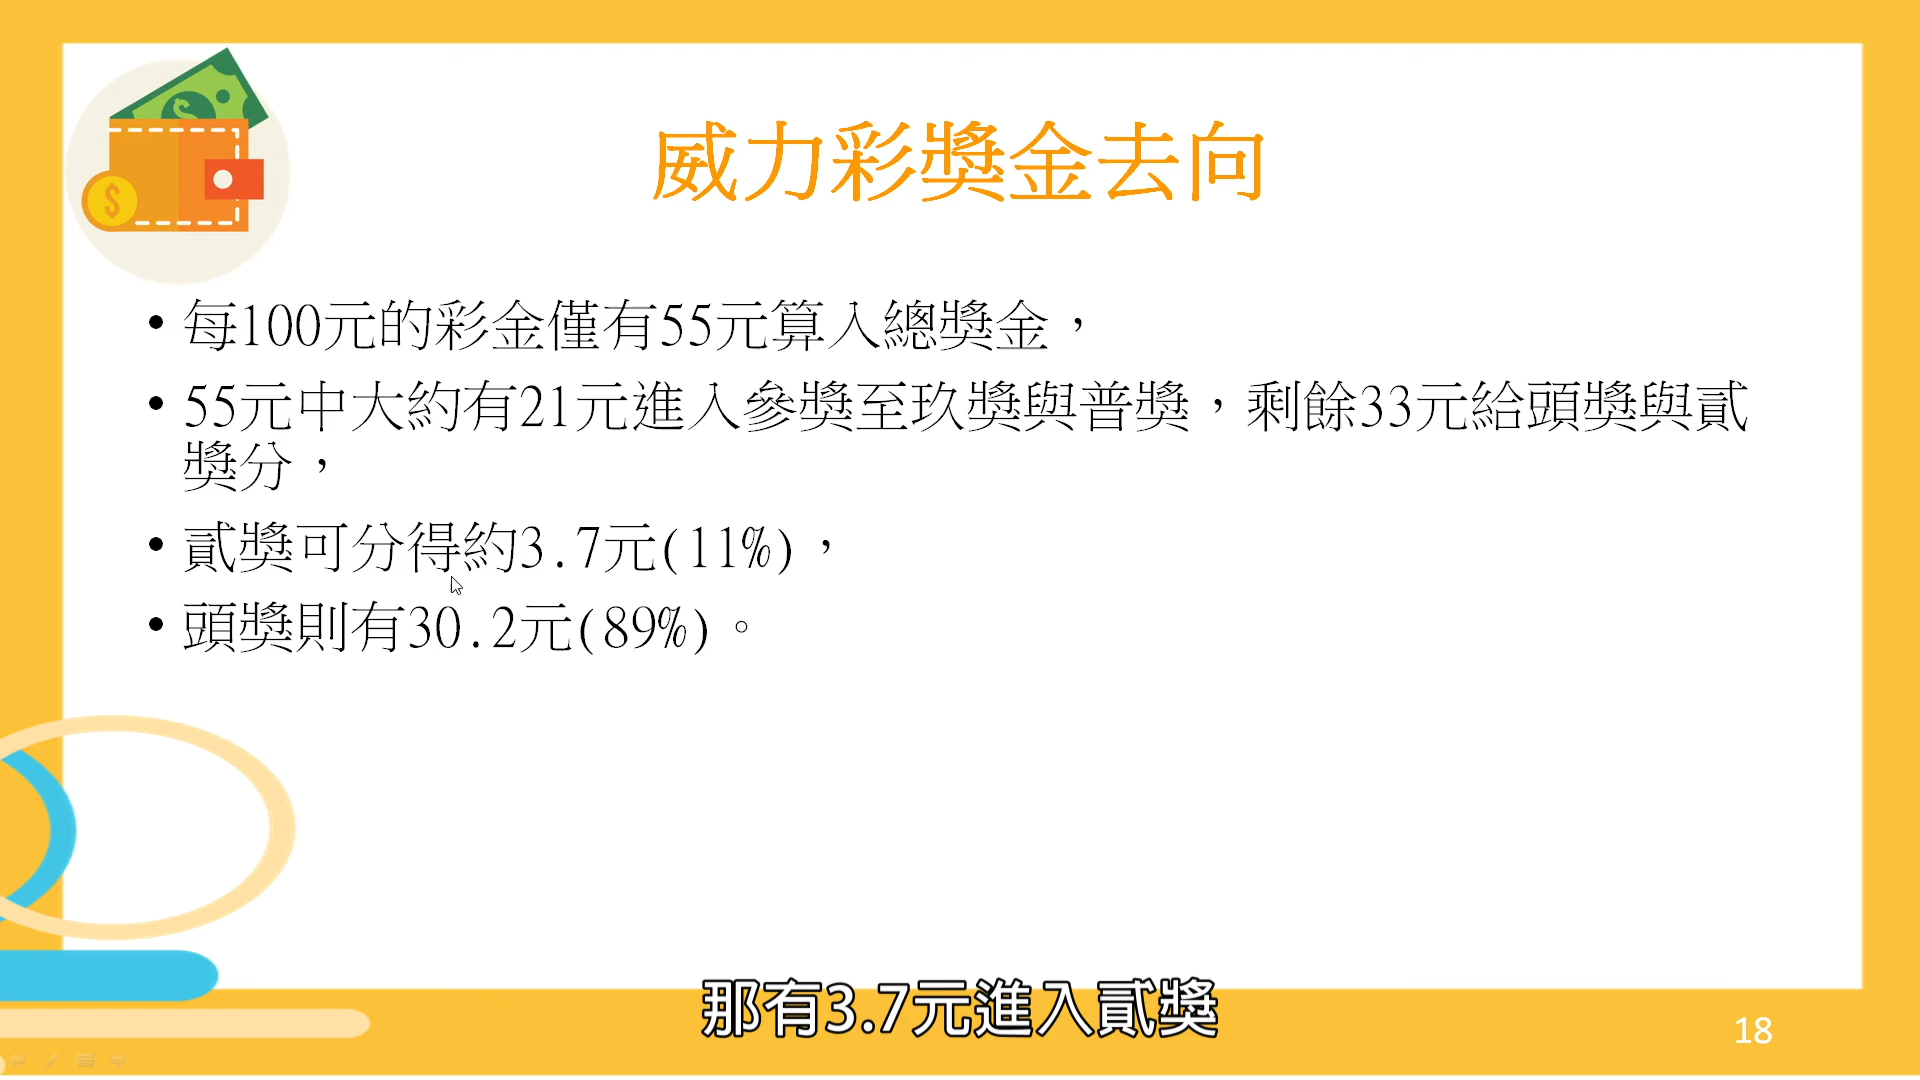 威力彩獎金去向
• 每100元的彩金僅有55元算入總獎金，
• 55元中大約有21元進入參獎至玖獎與普獎，剩餘33元給頭獎與貳
獎分，
• 貳獎可分得約3.7元(11%)，
• 頭獎則有30.2元(89%)。
那有3.7元進入貳獎
18